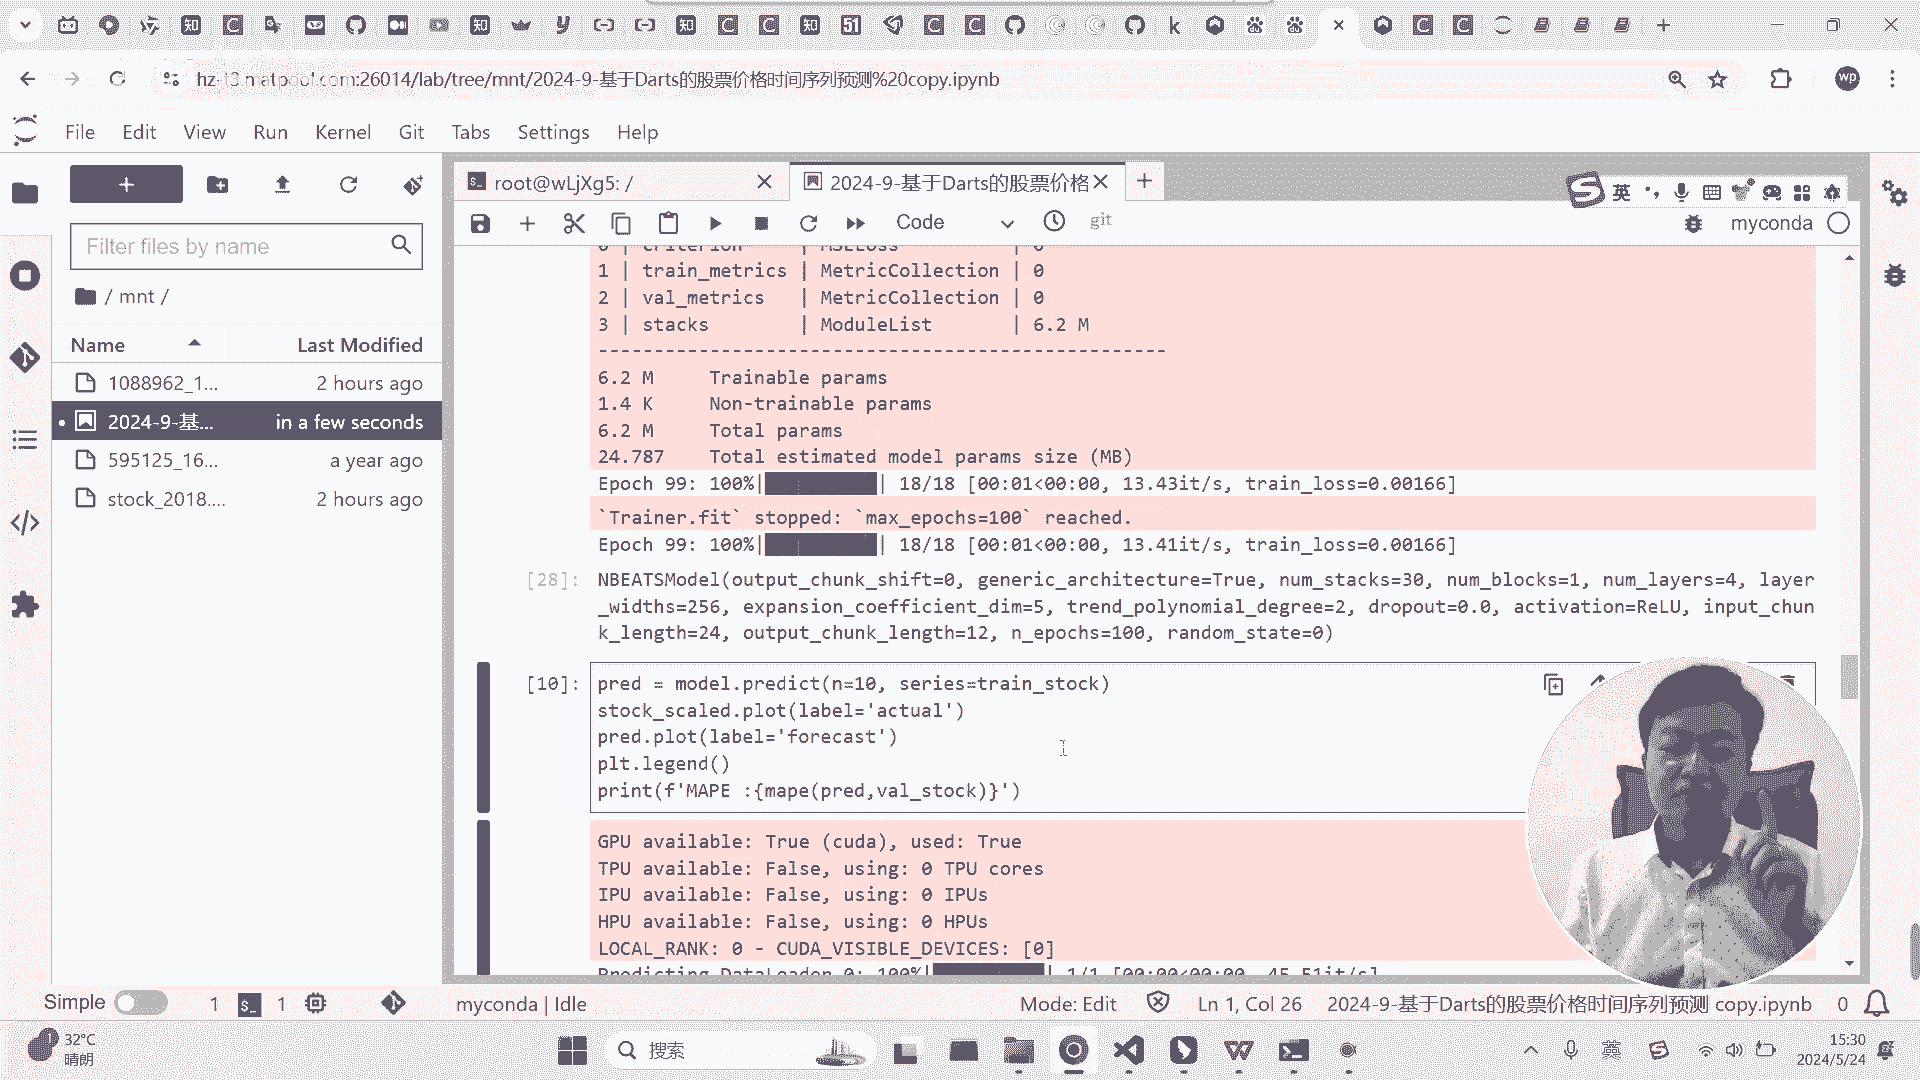 hz-t3.matpool.com:26014/lab/tree/mnt/2024-9-基于Darts的股票价格时间序列预测%20copy.ipynb
wp
File Edit View Run Kernel Git Tabs Settings Help
root@wLjXg5: /
2024-9-基于Darts的股票价格
英
Code
git
myconda
Filter files by name
/ mnt /
Name Last Modified
1088962_1... 2 hours ago
2024-9-基... in a few seconds
595125_16... a year ago
stock_2018.... 2 hours ago
0 | criterion | MSELoss | 0
1 | train_metrics | MetricCollection | 0
2 | val_metrics | MetricCollection | 0
3 | stacks | ModuleList | 6.2 M
---------------------------------------------------
6.2 M Trainable params
1.4 K Non-trainable params
6.2 M Total params
24.787 Total estimated model params size (MB)
Epoch 99: 100%|██████████| 18/18 [00:01<00:00, 13.43it/s, train_loss=0.00166]
`Trainer.fit` stopped: `max_epochs=100` reached.
Epoch 99: 100%|██████████| 18/18 [00:01<00:00, 13.41it/s, train_loss=0.00166]
[28]: NBEATSModel(output_chunk_shift=0, generic_architecture=True, num_stacks=30, num_blocks=1, num_layers=4, layer
_widths=256, expansion_coefficient_dim=5, trend_polynomial_degree=2, dropout=0.0, activation=ReLU, input_chun
k_length=24, output_chunk_length=12, n_epochs=100, random_state=0)
[10]: pred = model.predict(n=10, series=train_stock)
stock_scaled.plot(label='actual')
pred.plot(label='forecast')
plt.legend()
print(f'MAPE :{mape(pred,val_stock)}')
GPU available: True (cuda), used: True
TPU available: False, using: 0 TPU cores
IPU available: False, using: 0 IPUs
HPU available: False, using: 0 HPUs
LOCAL_RANK: 0 - CUDA_VISIBLE_DEVICES: [0]
Predicting DataLoader 0: 100%|██████████| 1/1 [00:00<00:00, 45.51it/s]
Simple 1 1 myconda | Idle Mode: Edit Ln 1, Col 26 2024-9-基于Darts的股票价格时间序列预测 copy.ipynb 0
32°C
晴朗
搜索
英
15:30
2024/5/24